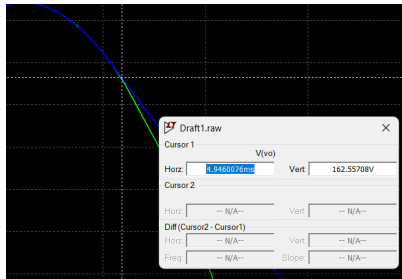 Draft1.raw
Cursor 1
V(vo)
Horz: 4.9460076ms Vert: 162.55708V
Cursor 2
Horz: -- N/A-- Vert: -- N/A--
Diff (Cursor2 - Cursor1)
Horz: -- N/A-- Vert: -- N/A--
Freq: -- N/A-- Slope: -- N/A--